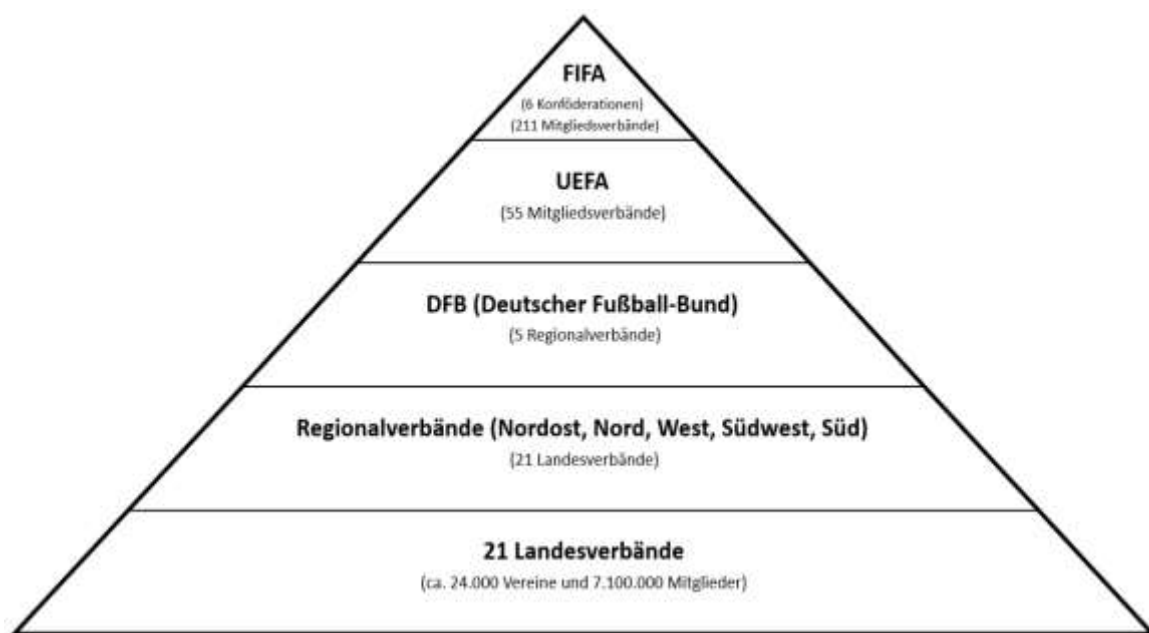 FIFA
(6 Konföderationen)
(211 Mitgliedsverbände)
UEFA
(55 Mitgliedsverbände)
DFB (Deutscher Fußball-Bund)
(5 Regionalverbände)
Regionalverbände (Nordost, Nord, West, Südwest, Süd)
(21 Landesverbände)
21 Landesverbände
(ca. 24.000 Vereine und 7.100.000 Mitglieder)